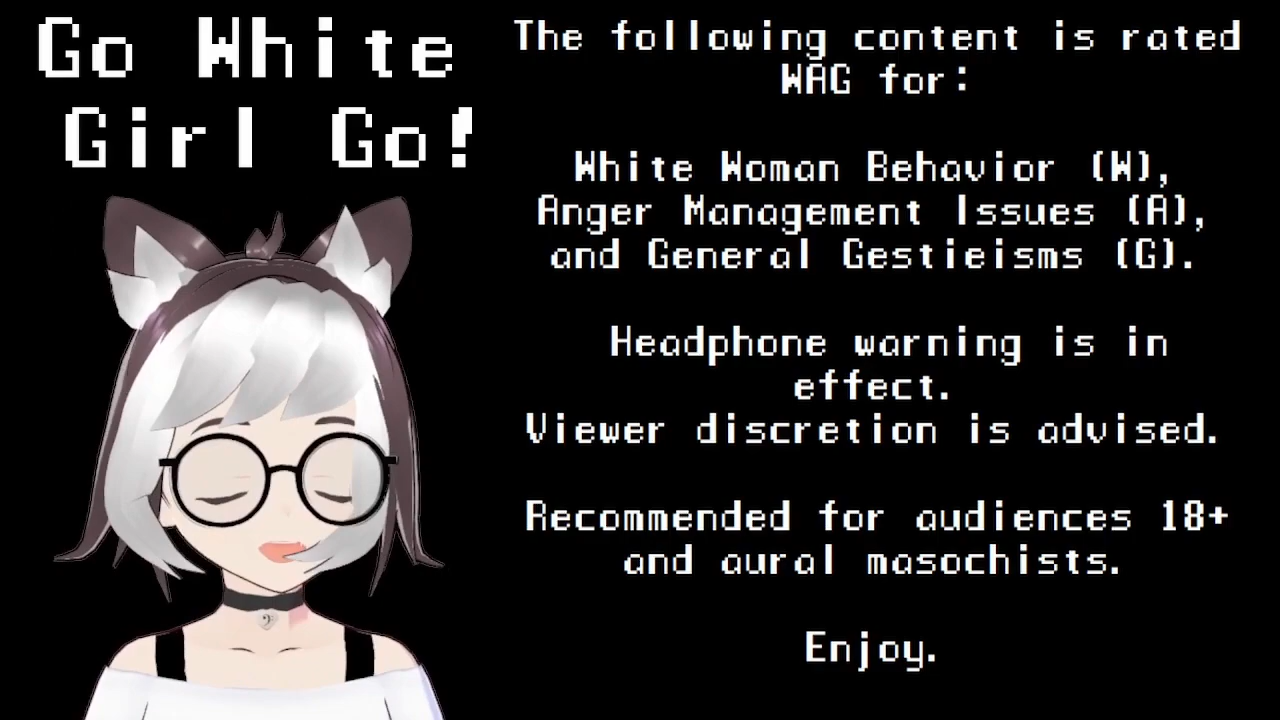 Go White
Girl Go!
The following content is rated
WAG for:
White Woman Behavior (W),
Anger Management Issues (A),
and General Gestieisms (G).
Headphone warning is in
effect.
Viewer discretion is advised.
Recommended for audiences 18+
and aural masochists.
Enjoy.